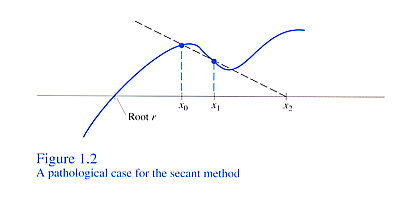 x₀ x₁ x₂
Root r
Figure 1.2
A pathological case for the secant method